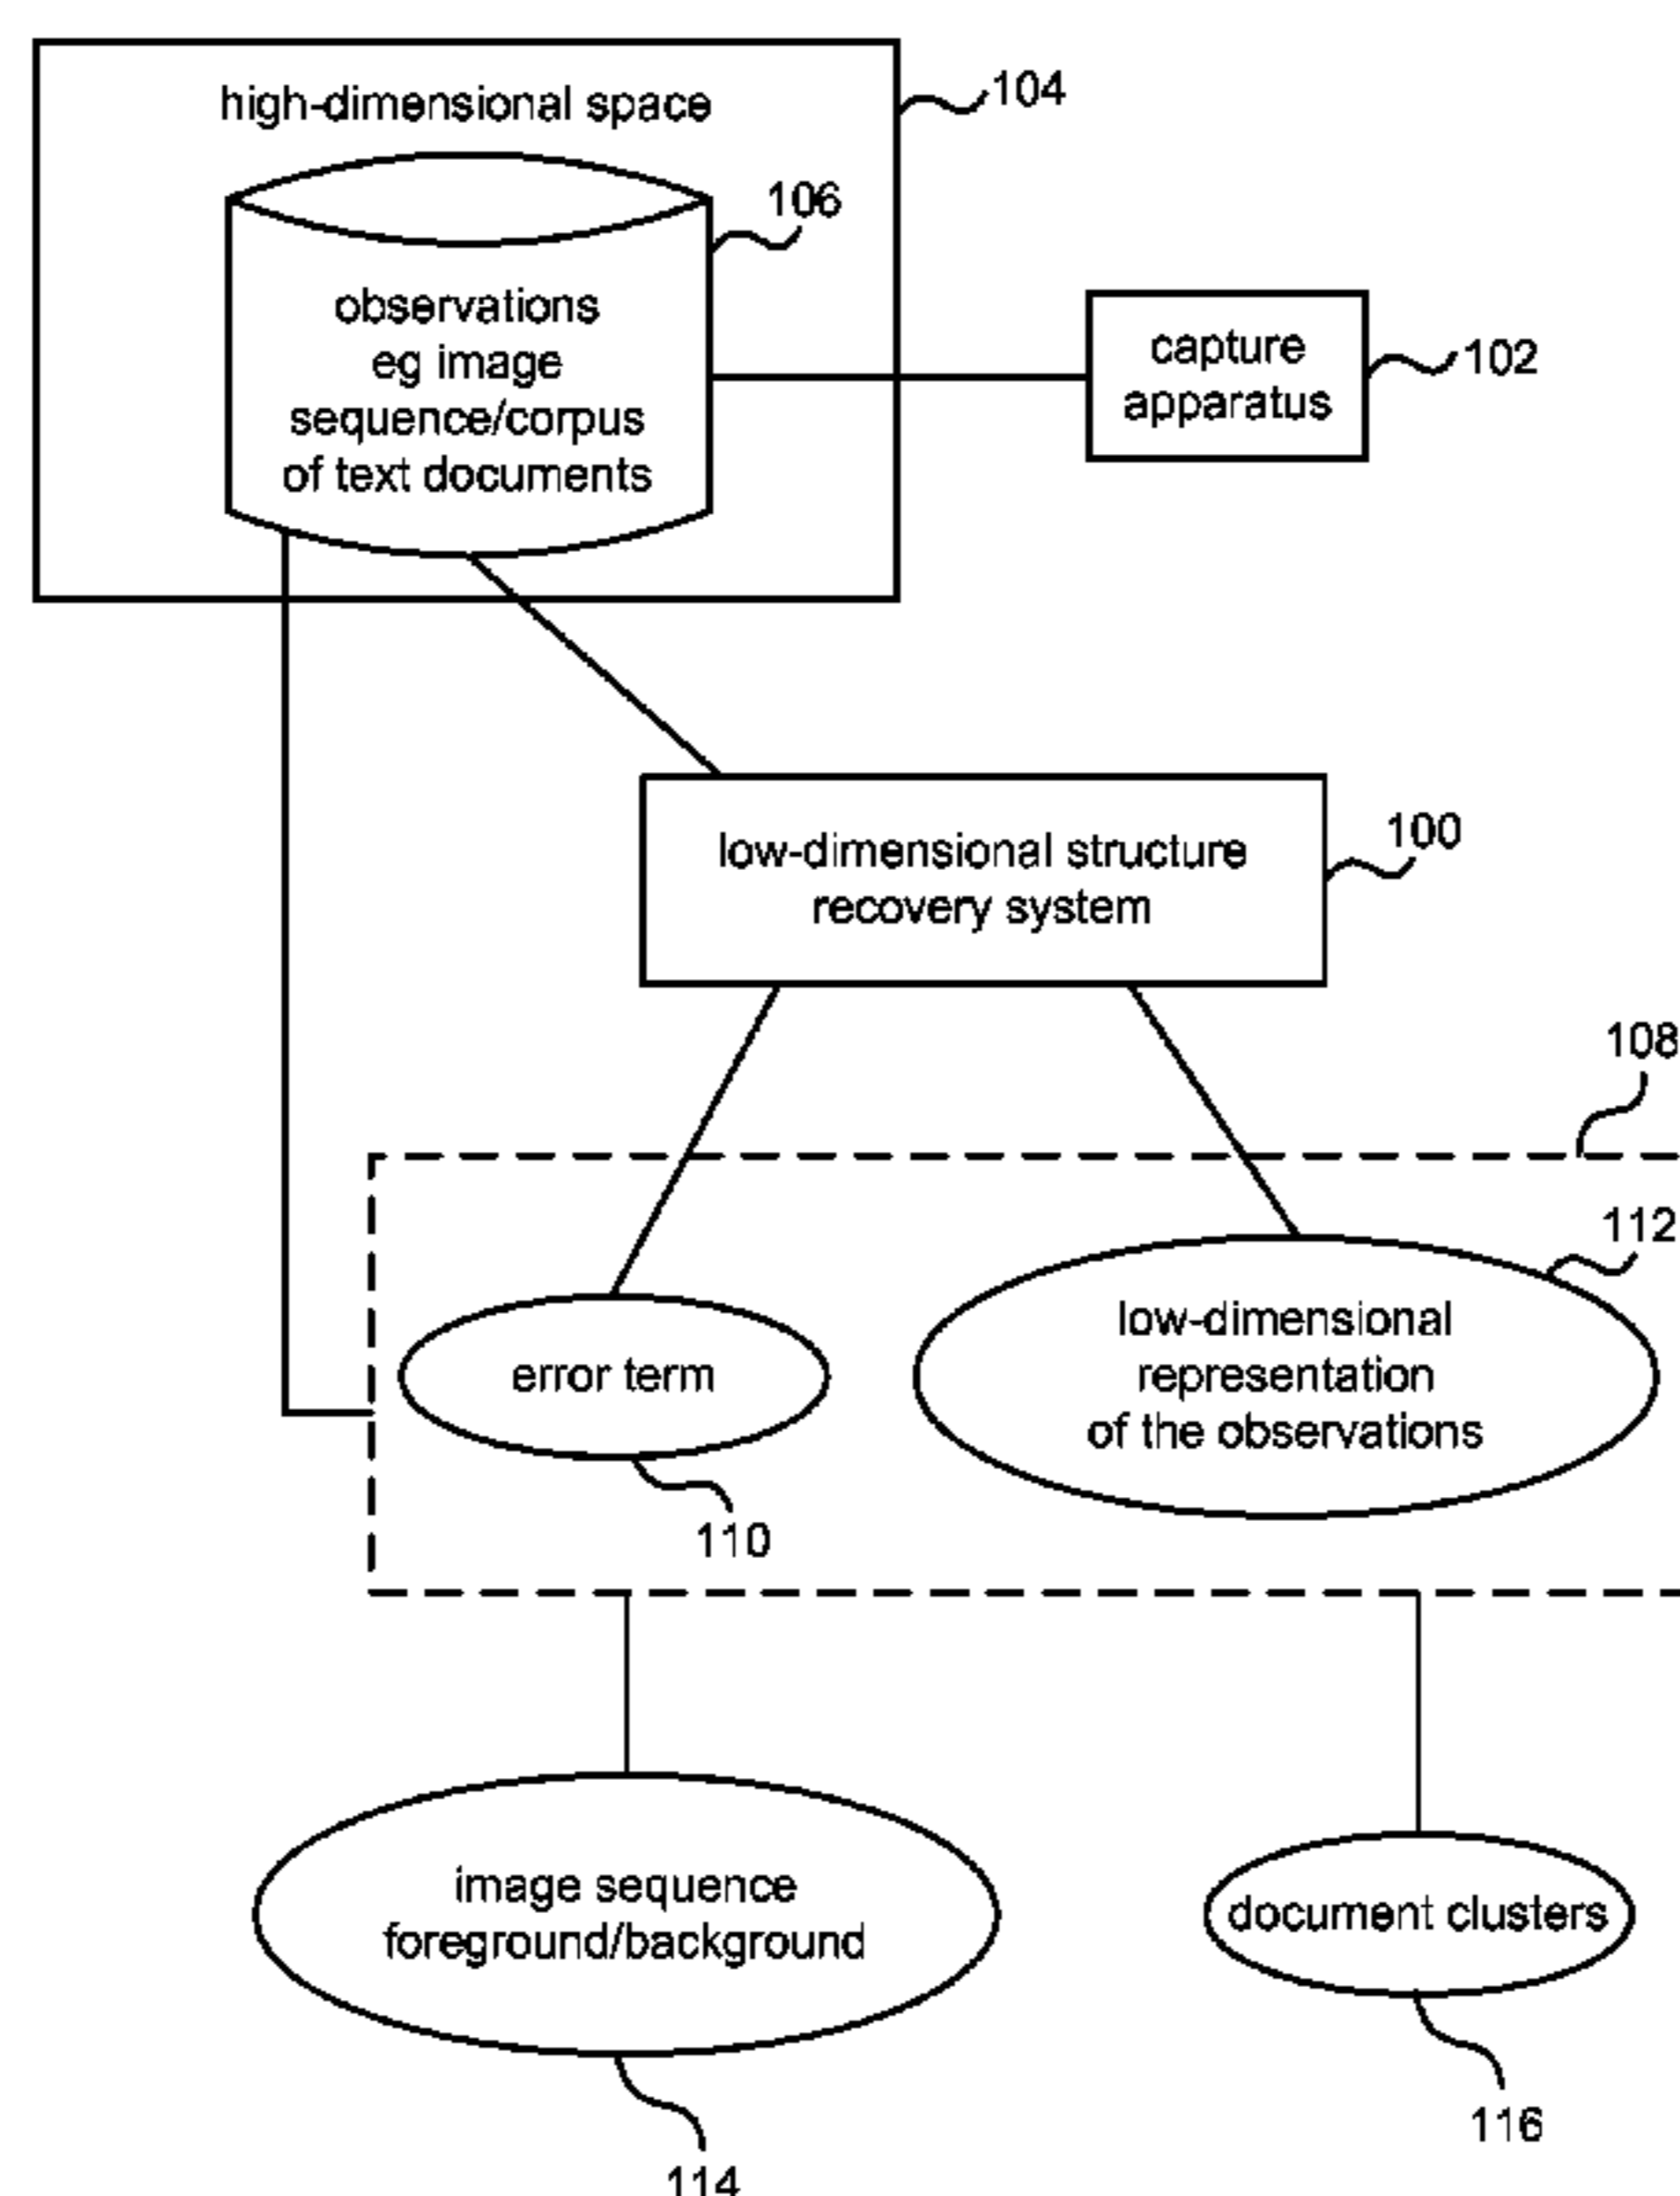 high-dimensional space
104
106
observations
eg image
sequence/corpus
of text documents
capture
apparatus
102
low-dimensional structure
recovery system
100
108
112
error term
low-dimensional
representation
of the observations
110
image sequence
foreground/background
document clusters
116
114